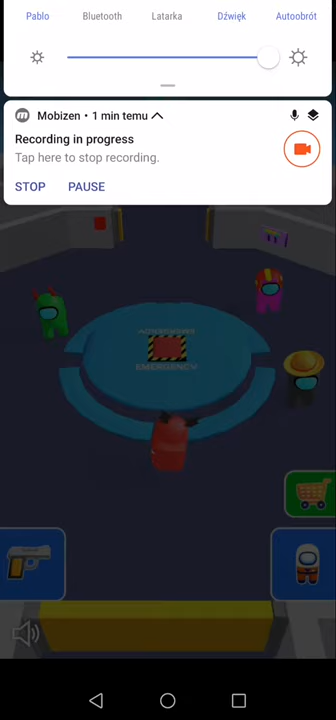 Pablo Bluetooth Latarka Dźwięk Autoobrót
Mobizen • 1 min temu
Recording in progress
Tap here to stop recording.
STOP PAUSE
EMERGENCY